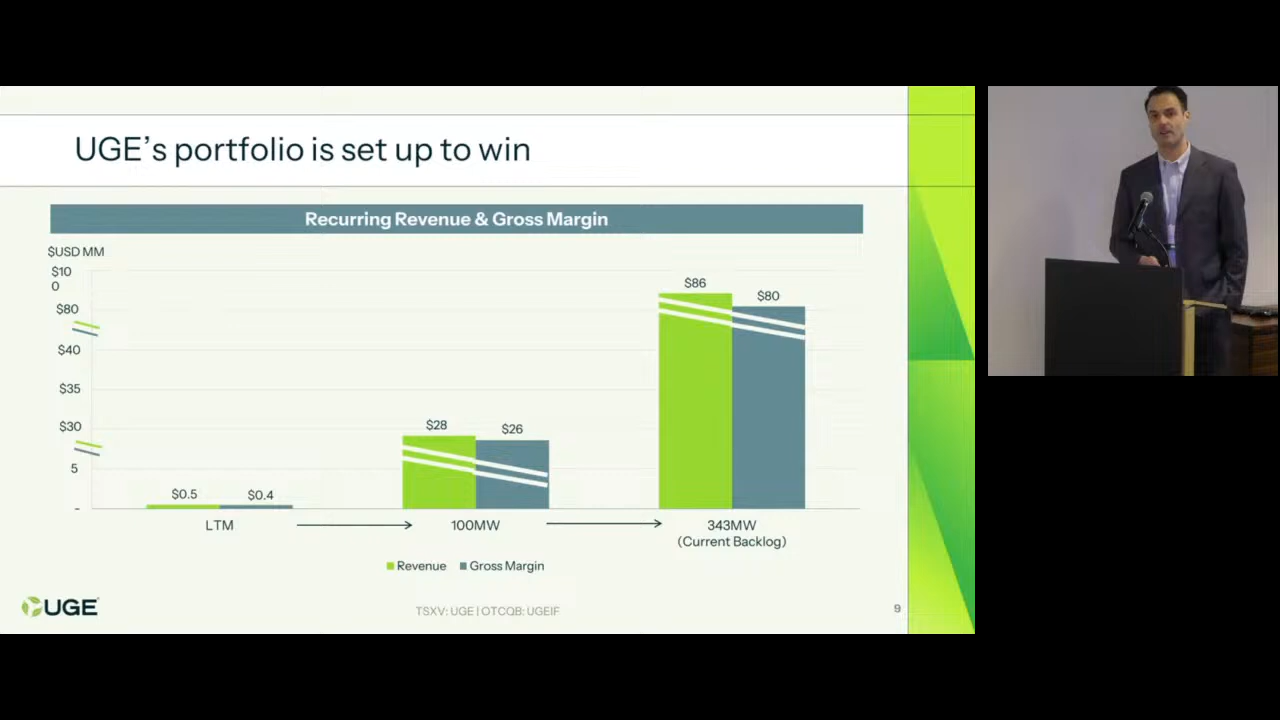 UGE’s portfolio is set up to win
Recurring Revenue & Gross Margin
$USD MM
$10
0
$80
$40
$35
$30
5
-
$0.5
$0.4
$28
$26
$86
$80
LTM
100MW
343MW
(Current Backlog)
Revenue
Gross Margin
UGE
TSXV: UGE | OTCQB: UGEIF
9